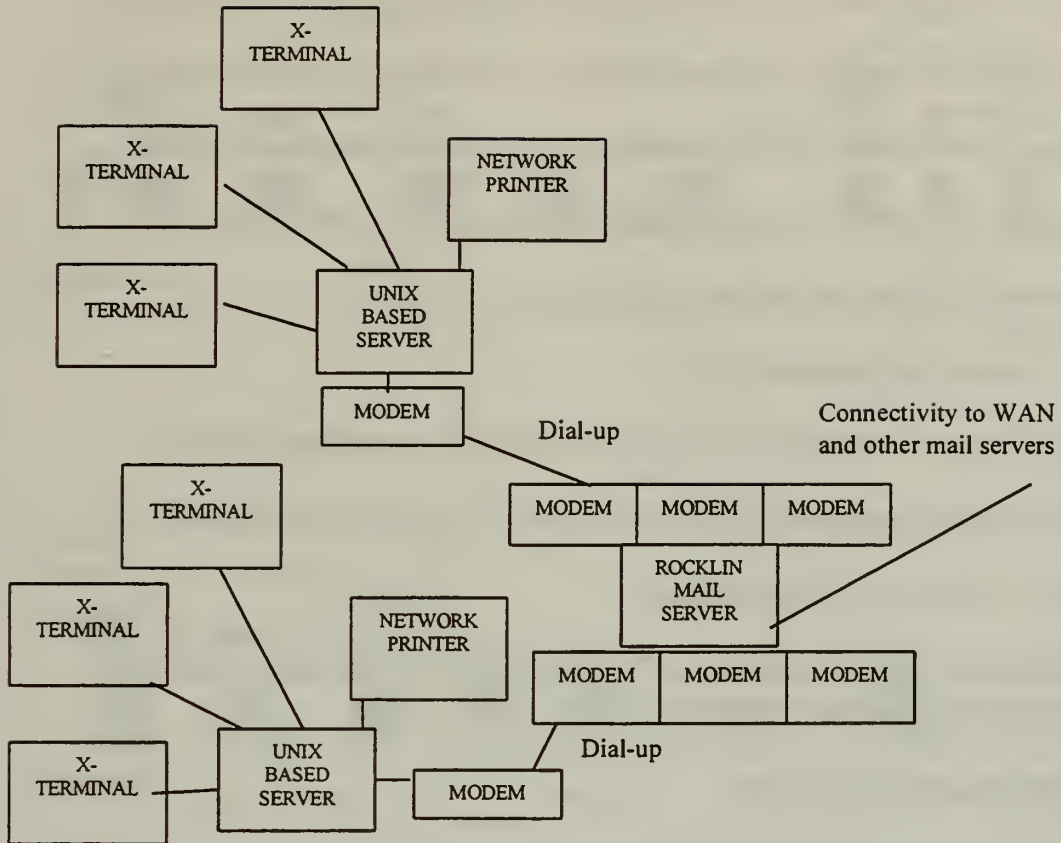 X-
TERMINAL
X-
TERMINAL
NETWORK
PRINTER
X-
TERMINAL
UNIX
BASED
SERVER
MODEM
Dial-up
Connectivity to WAN
and other mail servers
X-
TERMINAL
MODEM MODEM MODEM
ROCKLIN
MAIL
SERVER
X-
TERMINAL
NETWORK
PRINTER
MODEM MODEM MODEM
X-
TERMINAL
UNIX
BASED
SERVER
Dial-up
MODEM